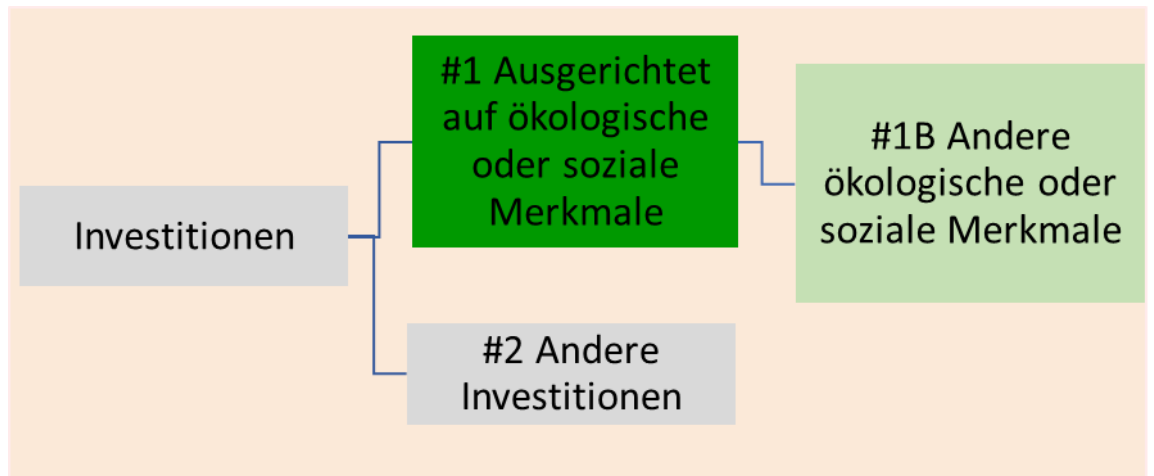 Investitionen
#1 Ausgerichtet
auf ökologische
oder soziale
Merkmale
#1B Andere
ökologische oder
soziale Merkmale
#2 Andere
Investitionen